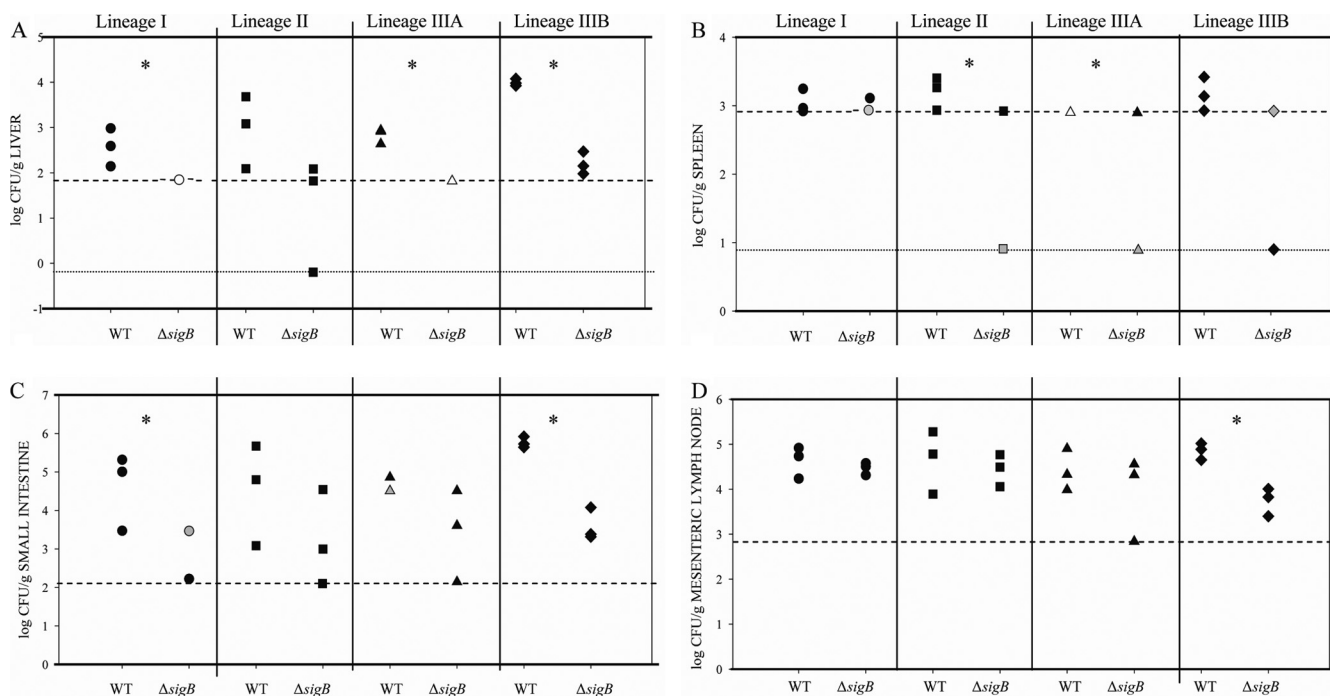 A
Lineage I
Lineage II
Lineage IIIA
Lineage IIIB
*
*
*
log CFU/g LIVER
5
4
3
2
1
0
-1
WT
ΔsigB
WT
ΔsigB
WT
ΔsigB
WT
ΔsigB
B
Lineage I
Lineage II
Lineage IIIA
Lineage IIIB
*
*
log CFU/g SPLEEN
4
3
2
1
0
WT
ΔsigB
WT
ΔsigB
WT
ΔsigB
WT
ΔsigB
C
*
*
log CFU/g SMALL INTESTINE
7
6
5
4
3
2
1
0
WT
ΔsigB
WT
ΔsigB
WT
ΔsigB
WT
ΔsigB
D
*
log CFU/g MESENTERIC LYMPH NODE
6
5
4
3
2
1
0
WT
ΔsigB
WT
ΔsigB
WT
ΔsigB
WT
ΔsigB